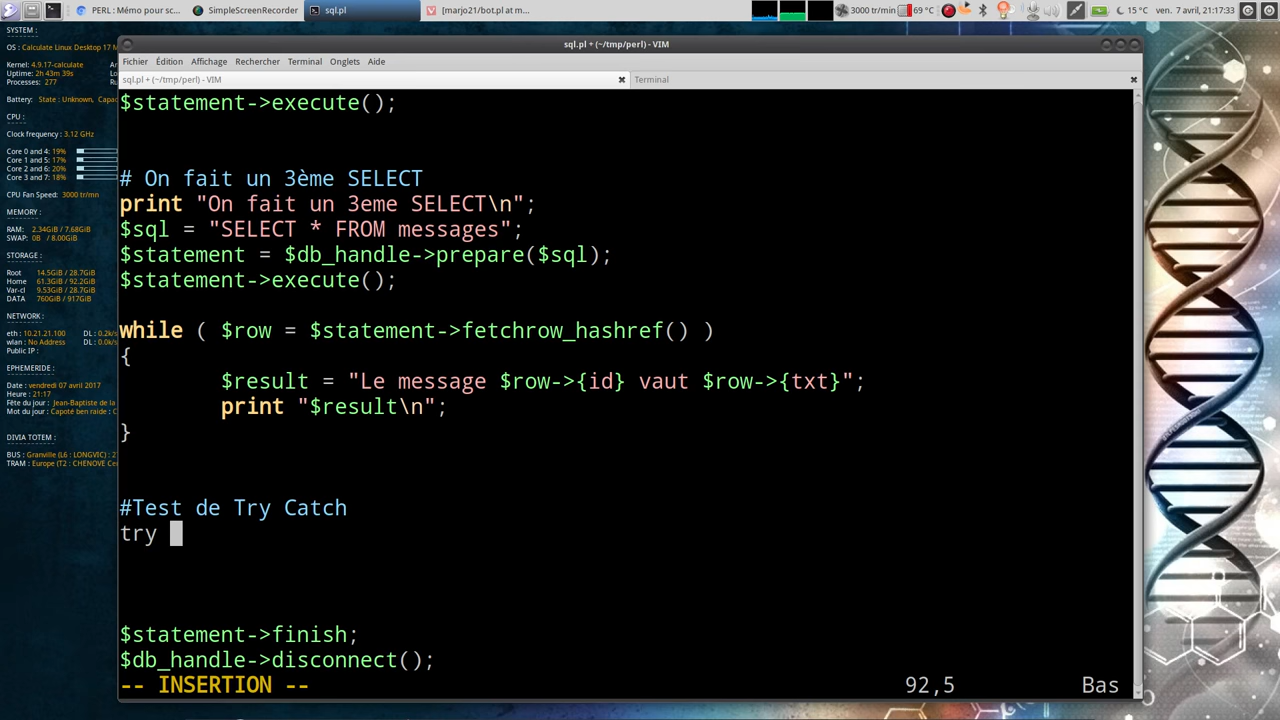 PERL : Mémo pour sc...
SimpleScreenRecorder
sql.pl
[marjo21/bot.pl at m...
3000 tr/min
69 °C
15 °C
ven. 7 avril, 21:17:33
SYSTEM :
OS : Calculate Linux Desktop 17 M
Kernel: 4.9.17-calculate
Uptime: 2h 43m 39s
Processes: 277
Battery: State : Unknown, Capac
CPU :
Clock frequency : 3.12 GHz
Core 0 and 4: 19%
Core 1 and 5: 17%
Core 2 and 6: 20%
Core 3 and 7: 18%
CPU Fan Speed: 3000 tr/mn
MEMORY :
RAM: 2.34GiB / 7.68GiB
SWAP: 0B / 8.00GiB
STORAGE :
Root 14.5GiB / 28.7GiB
Home 61.3GiB / 92.2GiB
Var-cl 9.53GiB / 28.7GiB
DATA 760GiB / 917GiB
NETWORK :
eth : 10.21.21.100 DL : 0.2k/s
wlan : No Address DL : 0.0k/s
Public IP :
EPHEMERIDE :
Date : vendredi 07 avril 2017
Heure : 21:17
Fête du jour : Jean-Baptiste de la
Mot du jour : Capoté ben raide : C
DIVIA TOTEM :
BUS : Granville (L6 : LONGVIC) : 2
TRAM : Europe (T2 : CHENOVE Ce
sql.pl + (~/tmp/perl) - VIM
Fichier Édition Affichage Rechercher Terminal Onglets Aide
sql.pl + (~/tmp/perl) - VIM
Terminal
$statement->execute();
# On fait un 3ème SELECT
print "On fait un 3eme SELECT\n";
$sql = "SELECT * FROM messages";
$statement = $db_handle->prepare($sql);
$statement->execute();
while ( $row = $statement->fetchrow_hashref() )
{
$result = "Le message $row->{id} vaut $row->{txt}";
print "$result\n";
}
#Test de Try Catch
try
$statement->finish;
$db_handle->disconnect();
-- INSERTION --
92,5
Bas